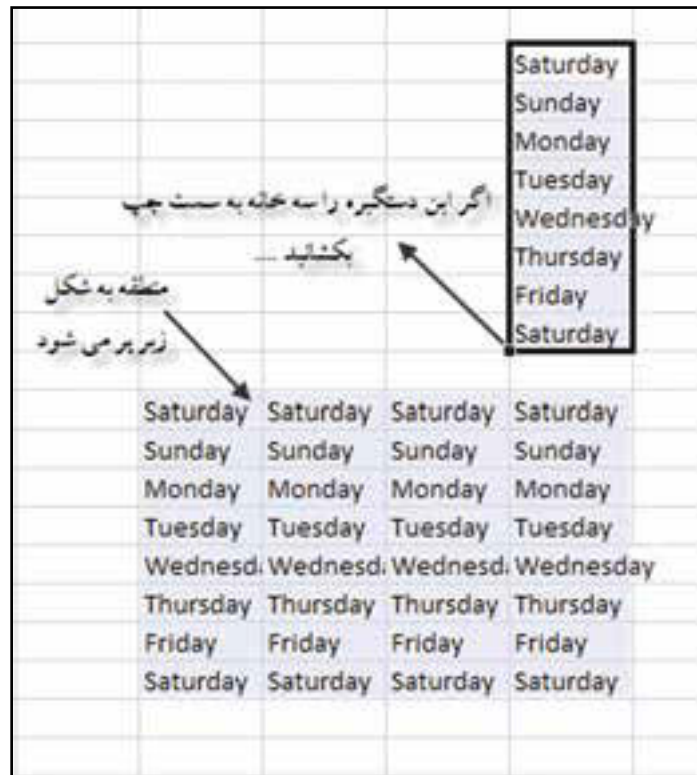 Saturday
Sunday
Monday
Tuesday
Wednesday
Thursday
Friday
Saturday
اگر این دستگیره را سه خانه به سمت چپ
بکشانید ...
منطقه به شکل
زیر پر می شود
Saturday Saturday Saturday Saturday
Sunday Sunday Sunday Sunday
Monday Monday Monday Monday
Tuesday Tuesday Tuesday Tuesday
Wednesd Wednesd Wednesd Wednesday
Thursday Thursday Thursday Thursday
Friday Friday Friday Friday
Saturday Saturday Saturday Saturday